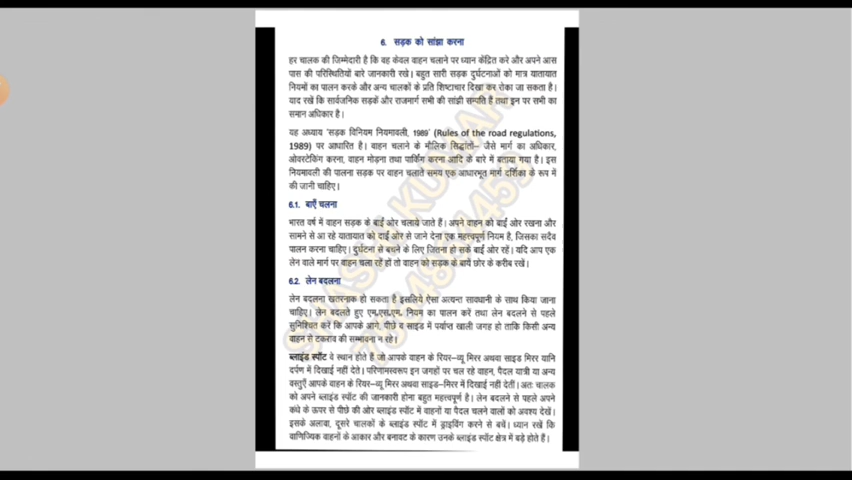 6. सड़क को सांझा करना
हर चालक की जिम्मेदारी है कि वह केवल वाहन चलाने पर ध्यान केंद्रित करे और अपने आस
पास की परिस्थितियों बारे जानकारी रखे। बहुत सारी सड़क दुर्घटनाओं को मात्र यातायात
नियमों का पालन करके और अन्य चालकों के प्रति शिष्टाचार दिखा कर रोका जा सकता है।
याद रखें कि सार्वजनिक सड़कें और राजमार्ग सभी की सांझी सम्पति हैं तथा इन पर सभी का
समान अधिकार है।
यह अध्याय 'सड़क विनियम नियमावली, 1989' (Rules of the road regulations,
1989) पर आधारित है। वाहन चलाने के मौलिक सिद्धांतों– जैसे मार्ग का अधिकार,
ओवरटेकिंग करना, वाहन मोड़ना तथा पार्किंग करना आदि के बारे में बताया गया है। इस
नियमावली की पालना सड़क पर वाहन चलाते समय एक आधारभूत मार्ग दर्शिका के रूप में
की जानी चाहिए।
6.1. बाएँ चलना
भारत वर्ष में वाहन सड़क के बाईं ओर चलाये जाते हैं। अपने वाहन को बाईं ओर रखना और
सामने से आ रहे यातायात को दाईं ओर से जाने देना एक महत्त्वपूर्ण नियम है, जिसका सदैव
पालन करना चाहिए। दुर्घटना से बचने के लिए जितना हो सके बाईं ओर रहें। यदि आप एक
लेन वाले मार्ग पर वाहन चला रहें हों तो वाहन को सड़क के बायें छोर के करीब रखें।
6.2. लेन बदलना
लेन बदलना खतरनाक हो सकता है इसलिये ऐसा अत्यन्त सावधानी के साथ किया जाना
चाहिए। लेन बदलते हुए एम.एस.एम. नियम का पालन करें तथा लेन बदलने से पहले
सुनिश्चित करें कि आपके आगे, पीछे व साइड में पर्याप्त खाली जगह हो ताकि किसी अन्य
वाहन से टकराव की सम्भावना न रहे।
ब्लाइंड स्पॉट वे स्थान होते हैं जो आपके वाहन के रियर–व्यू मिरर अथवा साइड मिरर यानि
दर्पण में दिखाई नहीं देते। परिणामस्वरूप इन जगहों पर चल रहे वाहन, पैदल यात्री या अन्य
वस्तुएँ आपके वाहन के रियर–व्यू मिरर अथवा साइड–मिरर में दिखाई नहीं देतीं। अतः चालक
को अपने ब्लाइंड स्पॉट की जानकारी होना बहुत महत्त्वपूर्ण है। लेन बदलने से पहले अपने
कंधे के ऊपर से पीछे की ओर ब्लाइंड स्पॉट में वाहनों या पैदल चलने वालों को अवश्य देखें।
इसके अलावा, दूसरे चालकों के ब्लाइंड स्पॉट में ड्राइविंग करने से बचें। ध्यान रखें कि
वाणिज्यिक वाहनों के आकार और बनावट के कारण उनके ब्लाइंड स्पॉट क्षेत्र में बड़े होते हैं।